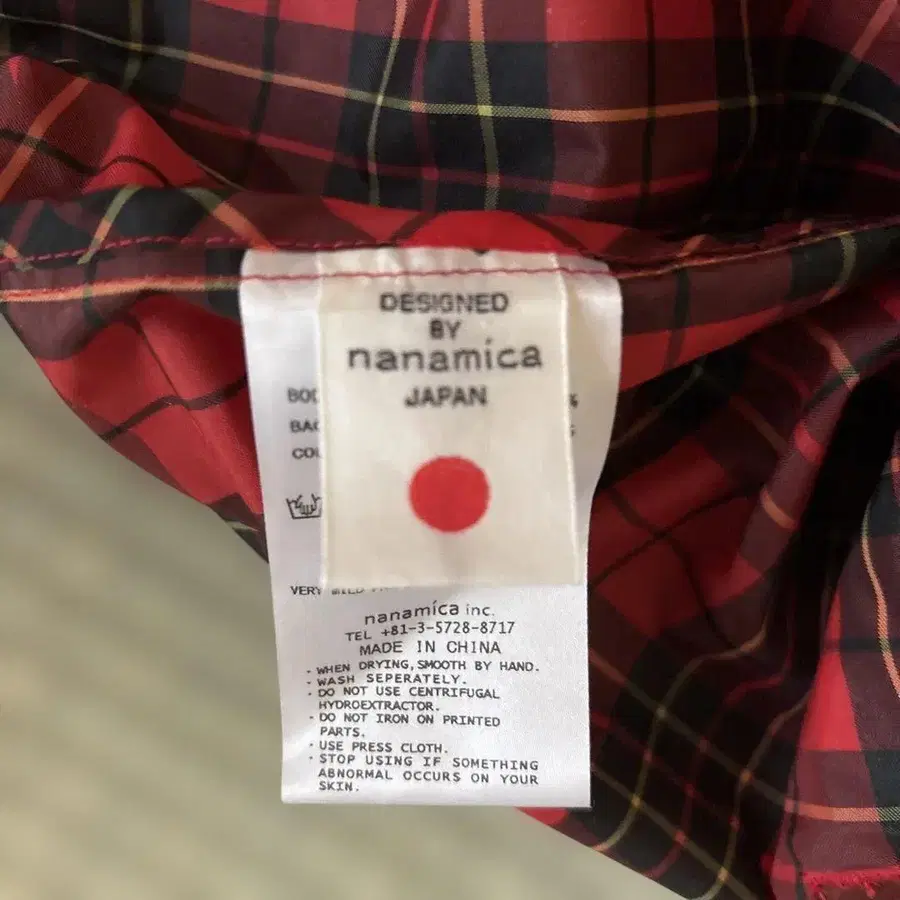 DESIGNED
BY
nanamica
JAPAN
VERY
nanamica inc.
TEL +81-3-5728-8717
MADE IN CHINA
- WHEN DRYING, SMOOTH BY HAND.
- WASH SEPERATELY.
- DO NOT USE CENTRIFUGAL
HYDROEXTRACTOR.
- DO NOT IRON ON PRINTED
PARTS.
- USE PRESS CLOTH.
- STOP USING IF SOMETHING
ABNORMAL OCCURS ON YOUR
SKIN.